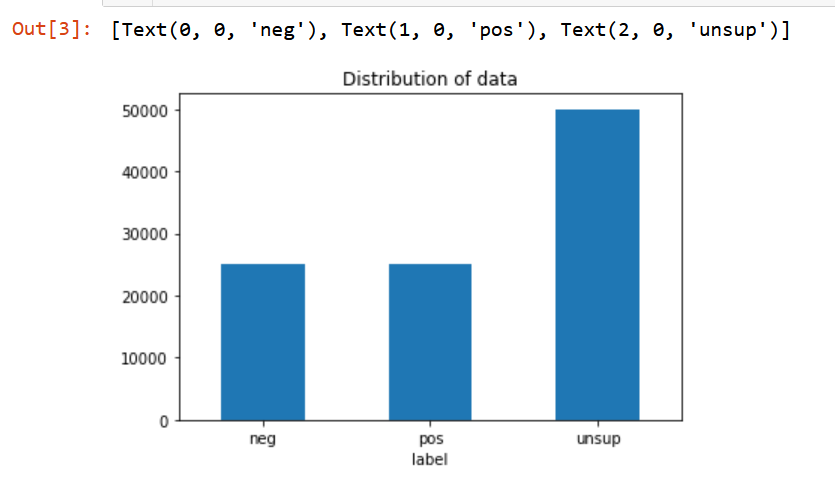 Out[3]: [Text(0, 0, 'neg'), Text(1, 0, 'pos'), Text(2, 0, 'unsup')]
Distribution of data
50000
40000
30000
20000
10000
0
neg pos unsup
label